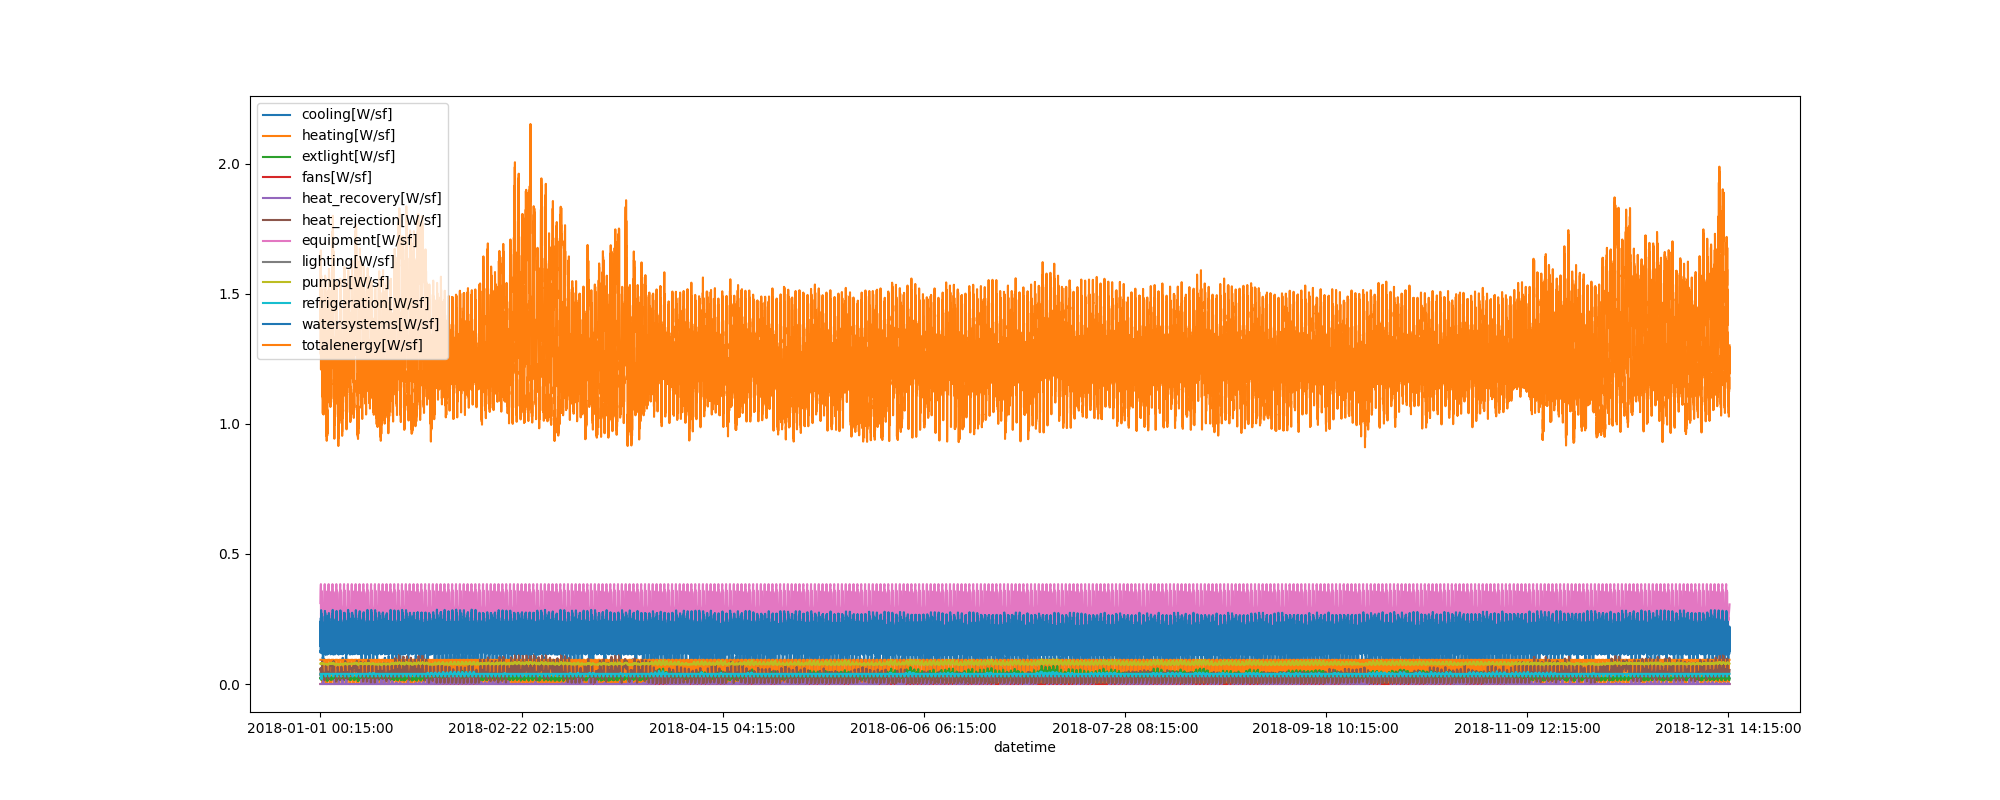 cooling[W/sf]
heating[W/sf]
extlight[W/sf]
fans[W/sf]
heat_recovery[W/sf]
heat_rejection[W/sf]
equipment[W/sf]
lighting[W/sf]
pumps[W/sf]
refrigeration[W/sf]
watersystems[W/sf]
totalenergy[W/sf]
2.0
1.5
1.0
0.5
0.0
2018-01-01 00:15:00 2018-02-22 02:15:00 2018-04-15 04:15:00 2018-06-06 06:15:00 2018-07-28 08:15:00 2018-09-18 10:15:00 2018-11-09 12:15:00 2018-12-31 14:15:00
datetime